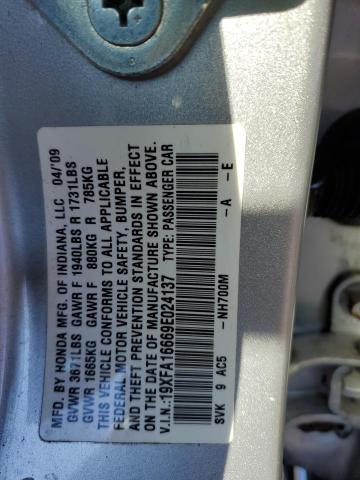 MFD. BY HONDA MFG. OF INDIANA, LLC 04/'09
GVWR 3671LBS GAWR F 1940LBS R 1731LBS
GVWR 1665KG GAWR F 880KG R 785KG
THIS VEHICLE CONFORMS TO ALL APPLICABLE
FEDERAL MOTOR VEHICLE SAFETY, BUMPER,
AND THEFT PREVENTION STANDARDS IN EFFECT
ON THE DATE OF MANUFACTURE SHOWN ABOVE.
V.I.N.:19XFA16669E024137 TYPE: PASSENGER CAR
SVK 9 AC5 -NH700M -A -E